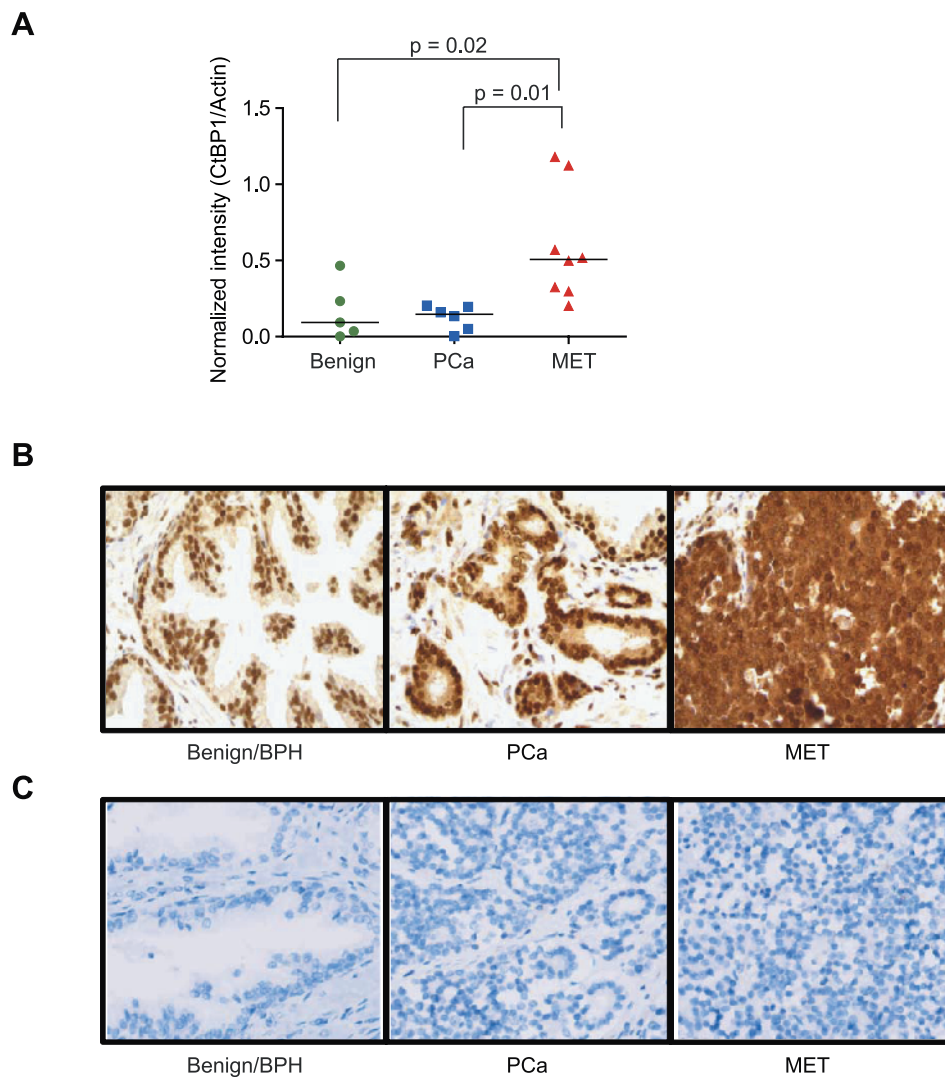 A
p = 0.02
p = 0.01
Normalized intensity (CtBP1/Actin)
1.5
1.0
0.5
0.0
Benign PCa MET
B
Benign/BPH PCa MET
C
Benign/BPH PCa MET